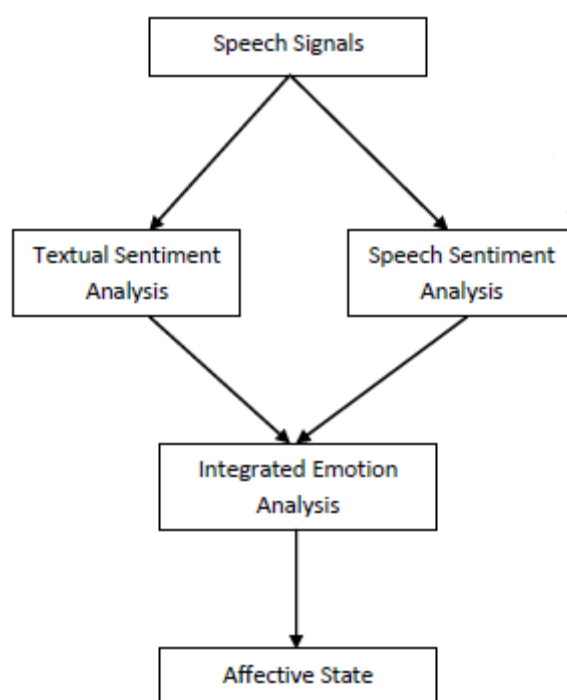 Speech Signals
Textual Sentiment
Analysis
Speech Sentiment
Analysis
Integrated Emotion
Analysis
Affective State